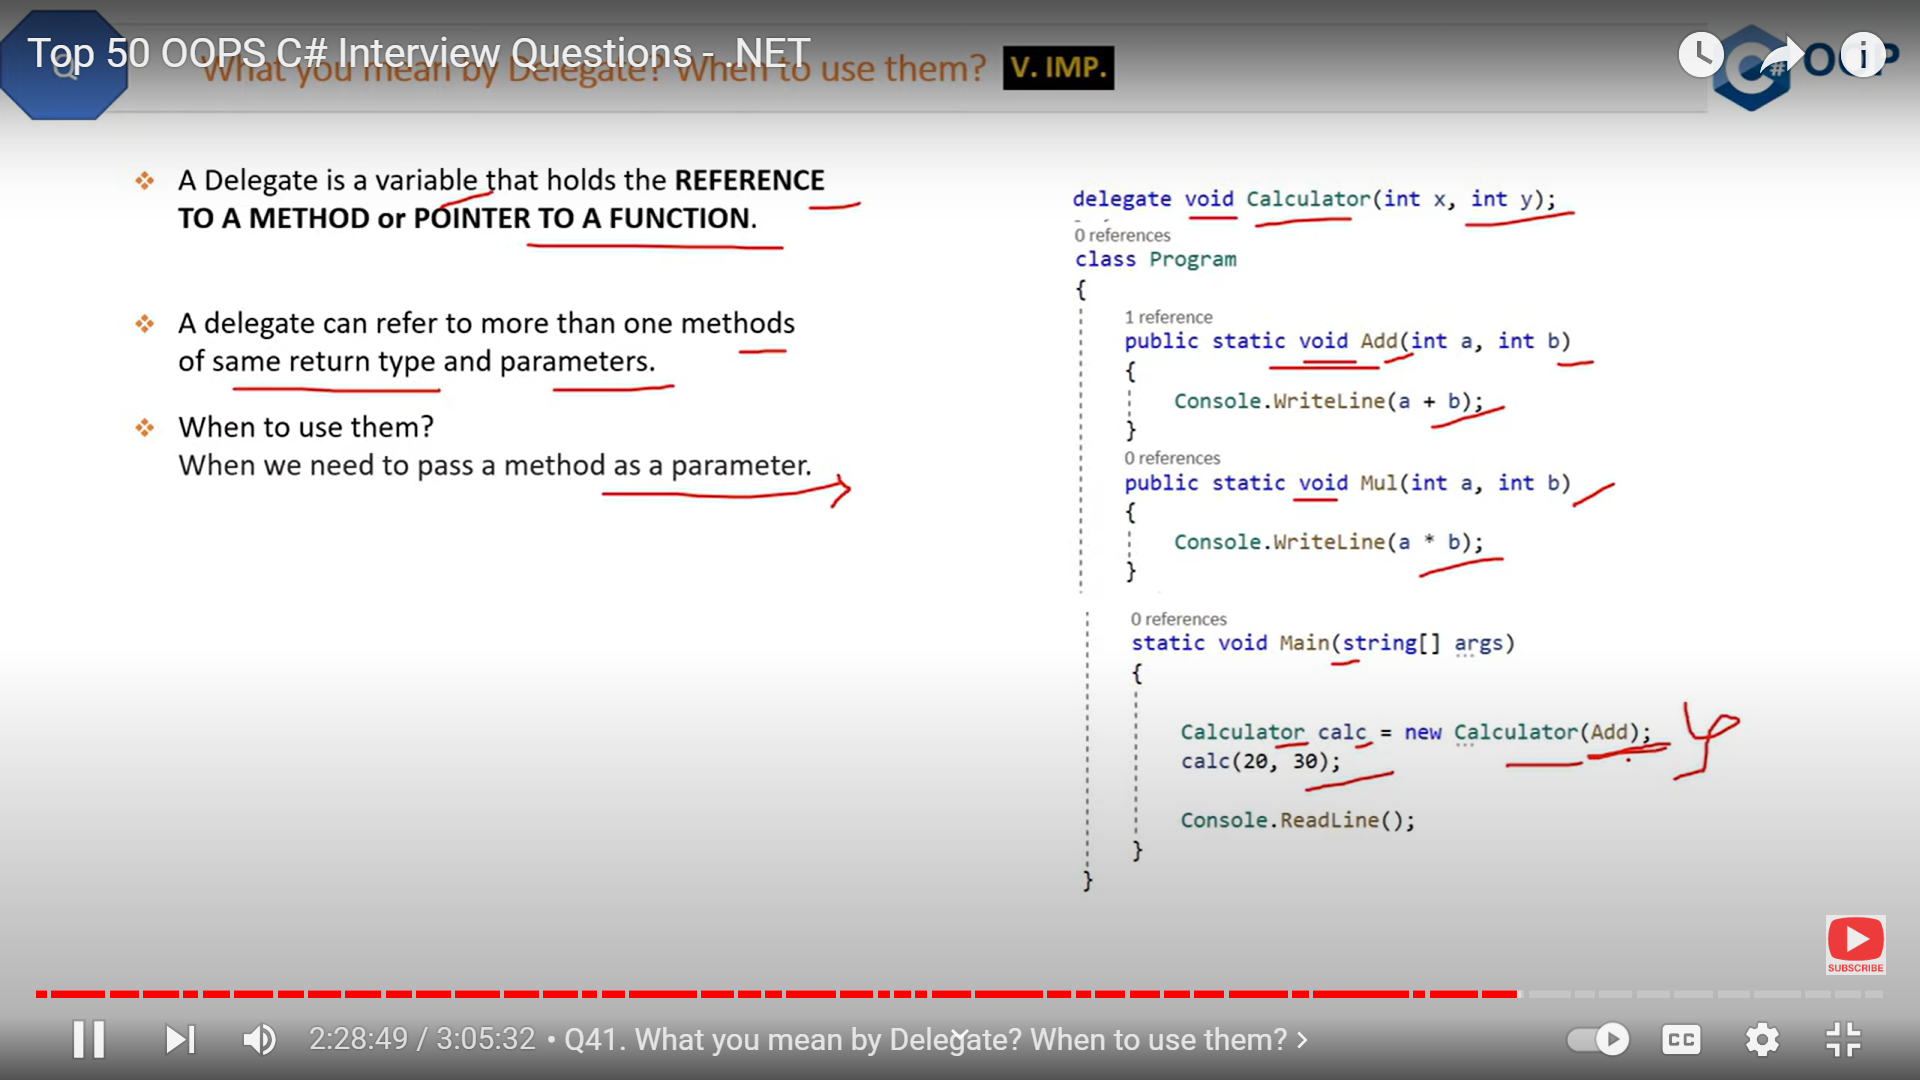 Top 50 OOPS C# Interview Questions - .NET
What you mean by Delegate? When to use them?
V. IMP.
OOP
A Delegate is a variable that holds the REFERENCE
TO A METHOD or POINTER TO A FUNCTION.
A delegate can refer to more than one methods
of same return type and parameters.
When to use them?
When we need to pass a method as a parameter.
delegate void Calculator(int x, int y);
0 references
class Program
{
1 reference
public static void Add(int a, int b)
{
Console.WriteLine(a + b);
}
0 references
public static void Mul(int a, int b)
{
Console.WriteLine(a * b);
}
0 references
static void Main(string[] args)
{
Calculator calc = new Calculator(Add);
calc(20, 30);
Console.ReadLine();
}
}
SUBSCRIBE
2:28:49 / 3:05:32 • Q41. What you mean by Delegate? When to use them? >
CC